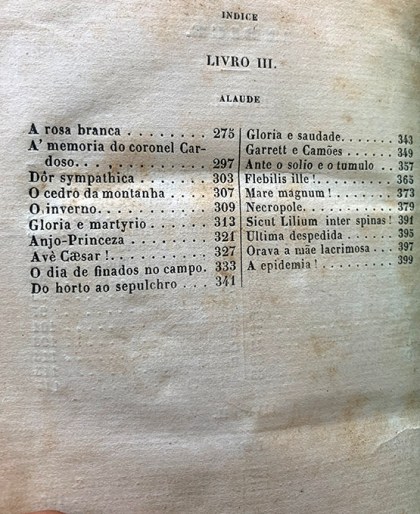 INDICE
LIVRO III.
ALAUDE
A rosa branca . . . . . . . . . . 275
A' memoria do coronel Car-
doso. . . . . . . . . . . . . . . 297
Dôr sympathica . . . . . . . . 303
O cedro da montanha . . . . . 307
O inverno. . . . . . . . . . . . 309
Gloria e martyrio . . . . . . . 313
Anjo-Princeza . . . . . . . . . 321
Avè Cæsar !. . . . . . . . . . . 327
O dia de finados no campo. 333
Do horto ao sepulchro . . . . 341
Gloria e saudade. . . . . . . . 343
Garrett e Camões . . . . . . . 349
Ante o solio e o tumulo . . . 357
Flebilis ille ! . . . . . . . . . . 365
Mare magnum ! . . . . . . . . 373
Necropole. . . . . . . . . . . . 379
Sicut Lilium inter spinas ! 391
Ultima despedida . . . . . . . 395
Orava a mãe lacrimosa . . . 397
A epidemia ! . . . . . . . . . . 399